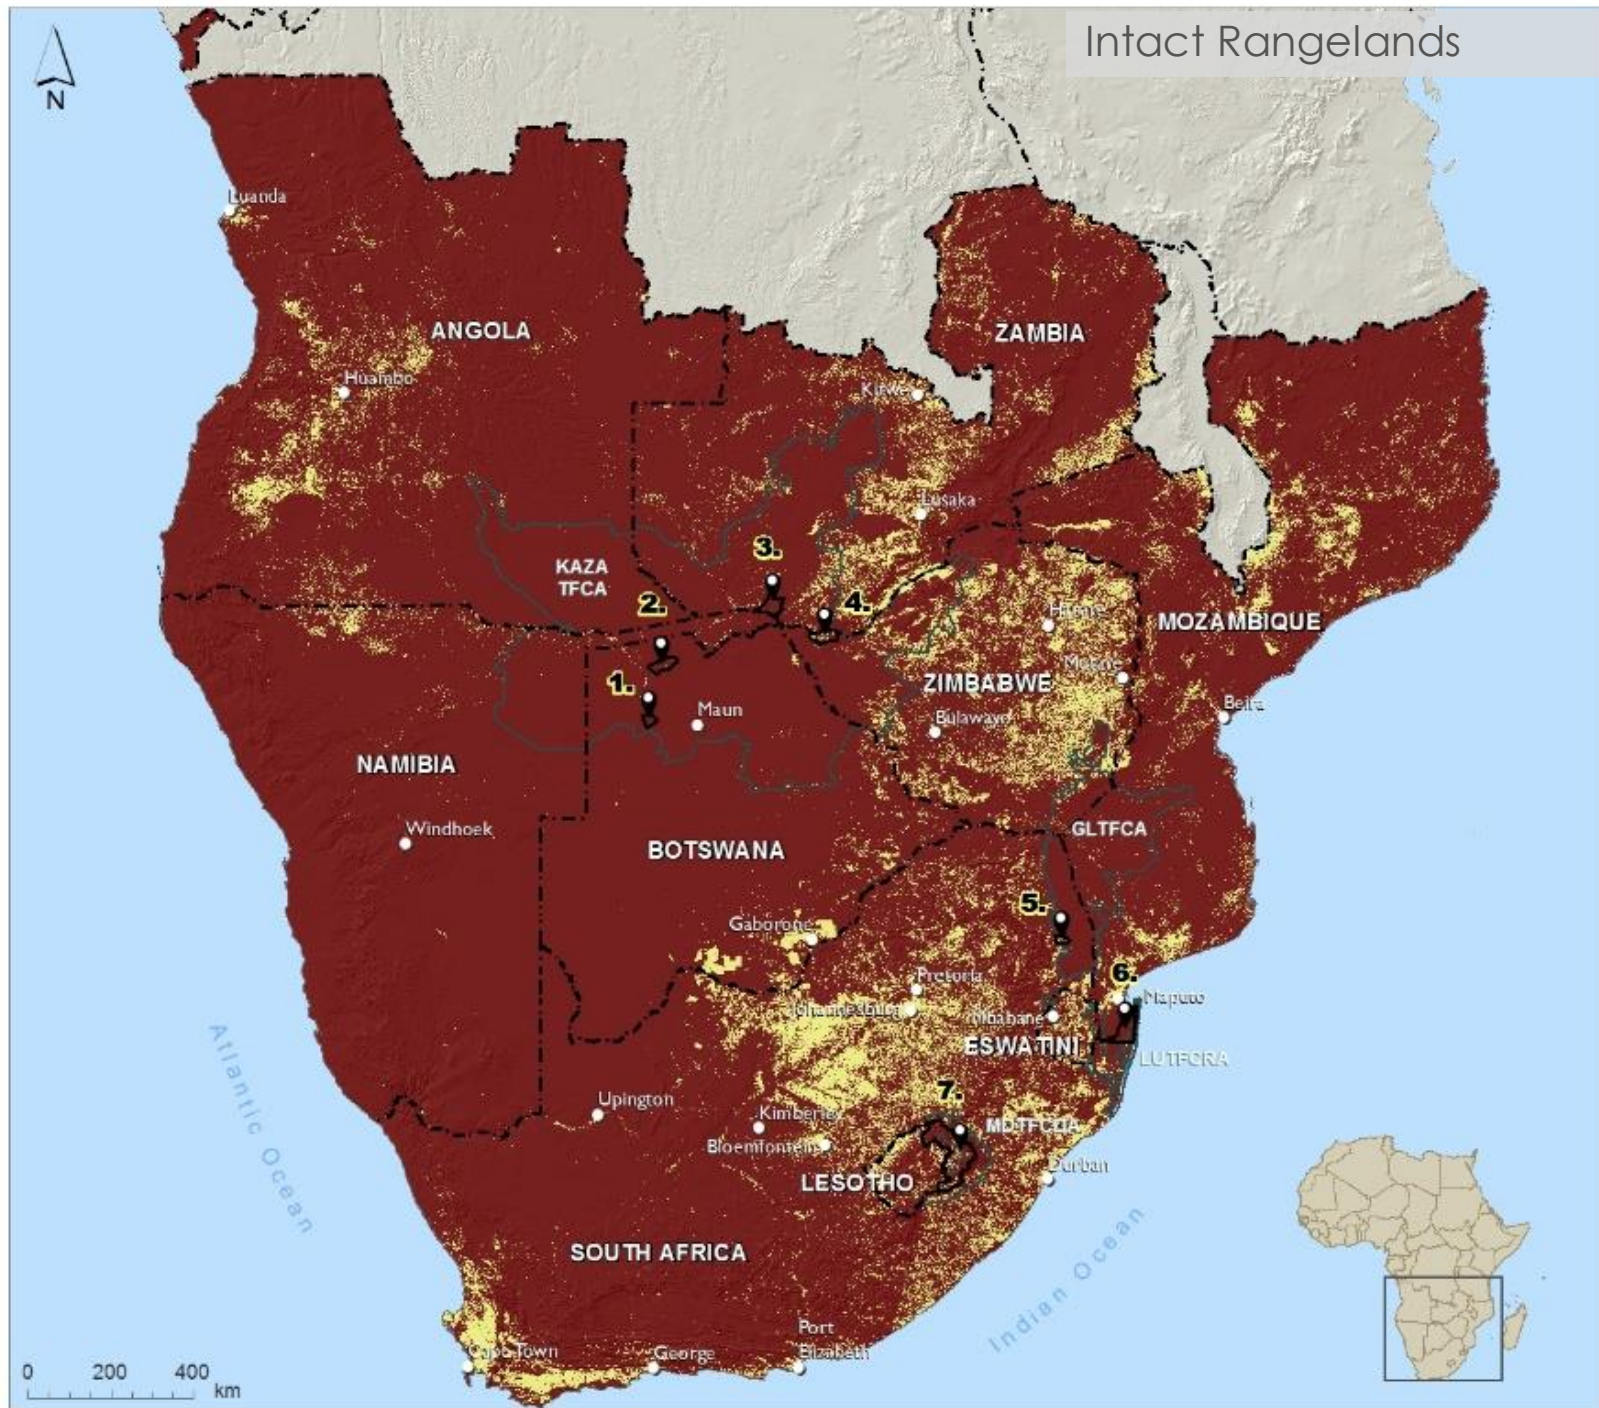 Intact Rangelands
N
Luanda
ANGOLA
ZAMBIA
Huambo
Kitwe
Lusaka
3.
KAZA
TFCA
2.
4.
Harare
MOZAMBIQUE
Mutare
1.
ZIMBABWE
Maun
Bulawayo
Beira
NAMIBIA
Windhoek
GLTFCA
BOTSWANA
5.
Gaborone
6.
Pretoria
Maputo
Johannesburg
Mbabane
ESWATINI
LUTFCRA
7.
Upington
Kimberley
MDTFCDA
Bloemfontein
Durban
LESOTHO
Atlantic Ocean
SOUTH AFRICA
Indian Ocean
Port
Elizabeth
Cape Town
George
0 200 400
km